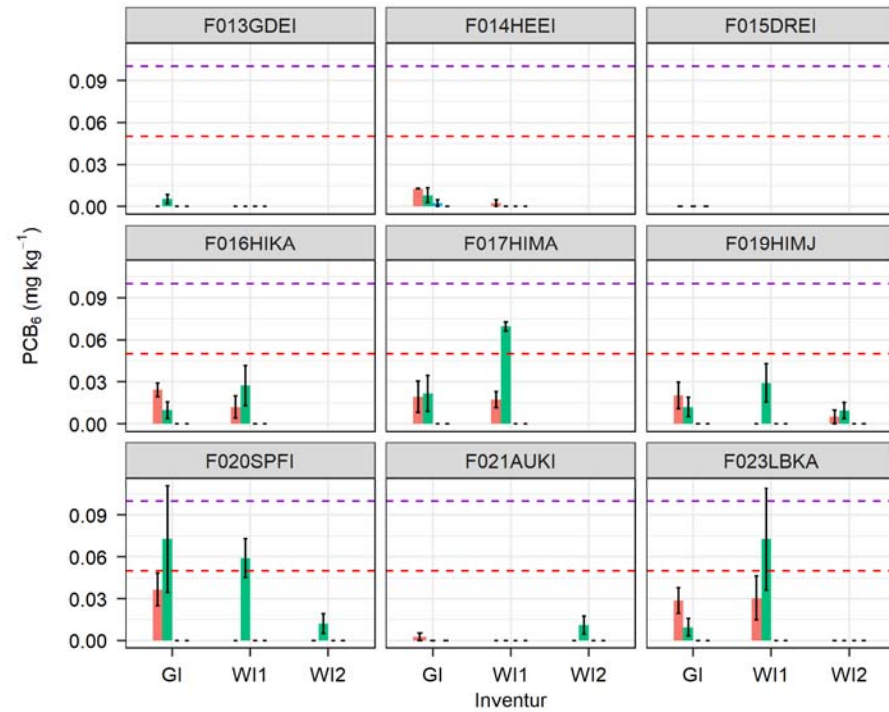 F013GDEI F014HEEI F015DREI
0.09
0.06
0.03
0.00
F016HIKA F017HIMA F019HIMJ
0.09
0.06
0.03
0.00
F020SPFI F021AUKI F023LBKA
0.09
0.06
0.03
0.00
PCB₆ (mg kg⁻¹)
GI WI1 WI2 GI WI1 WI2 GI WI1 WI2
Inventur